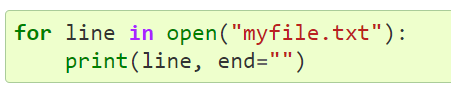 for line in open("myfile.txt"):
    print(line, end="")